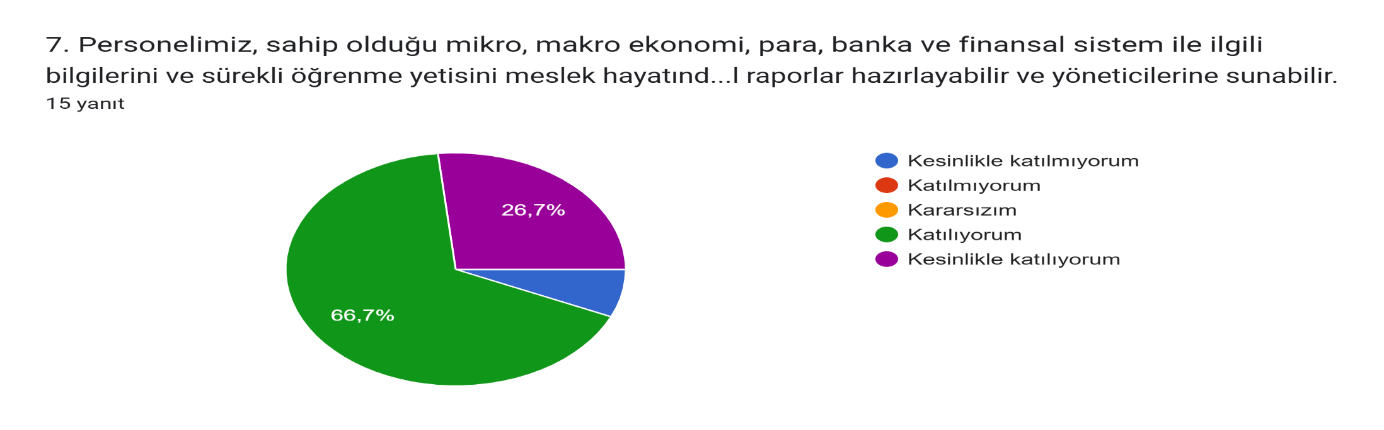 7. Personelimiz, sahip olduğu mikro, makro ekonomi, para, banka ve finansal sistem ile ilgili
bilgilerini ve sürekli öğrenme yetisini meslek hayatınd...l raporlar hazırlayabilir ve yöneticilerine sunabilir.
15 yanıt
Kesinlikle katılmıyorum
Katılmıyorum
Kararsızım
Katılıyorum
Kesinlikle katılıyorum
26,7%
66,7%